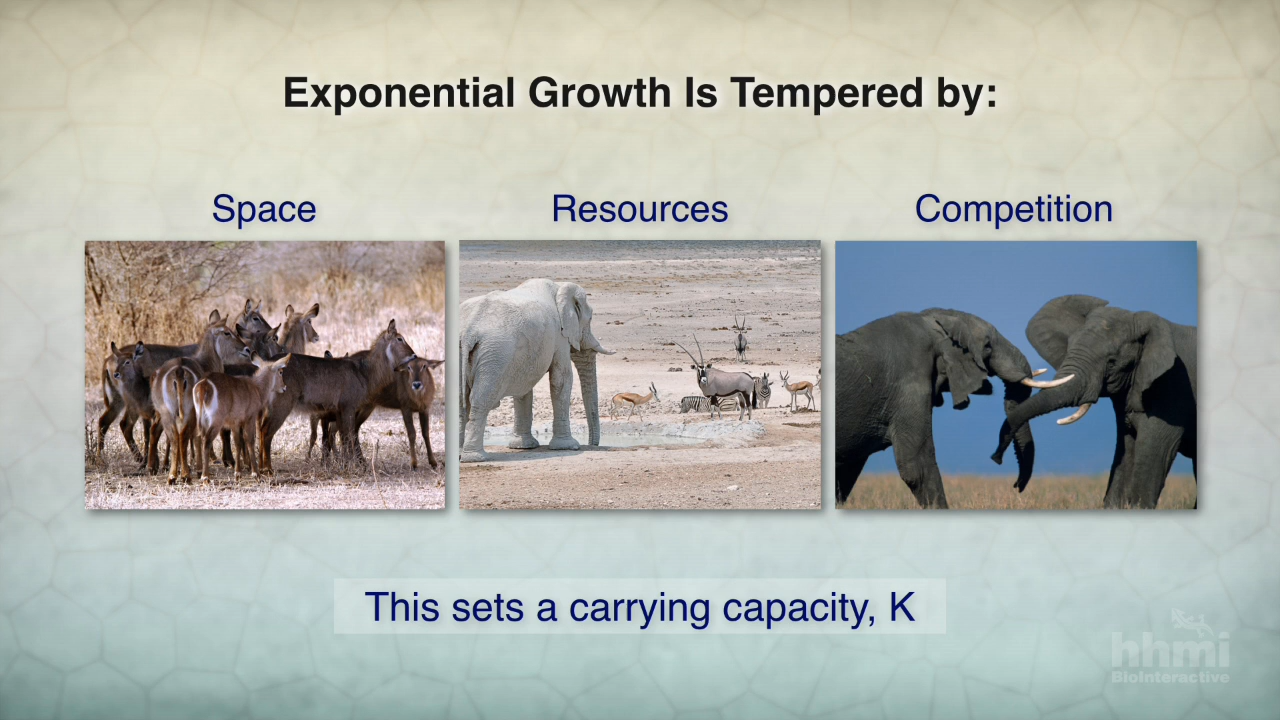 Exponential Growth Is Tempered by:
Space
Resources
Competition
This sets a carrying capacity, K
hhmi
BioInteractive